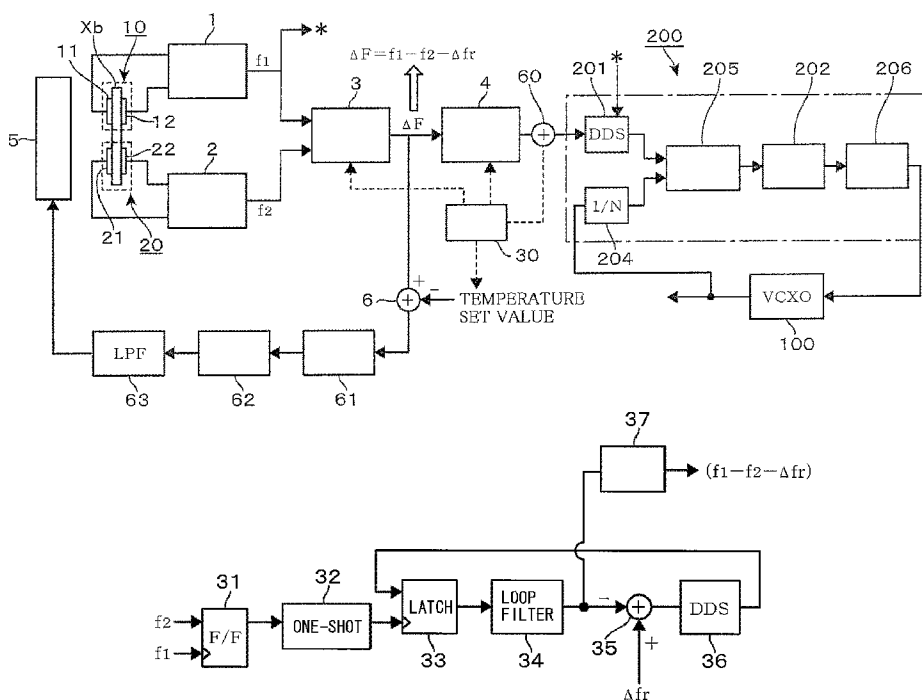 Xb
10
1
11
f1
*
ΔF=f1-f2-Δfr
12
5
22
2
21
20
f2
3
ΔF
4
60
30
200
201
*
DDS
205
202
206
1/N
204
VCXO
100
6
+
−
TEMPERATURE
SET VALUE
LPF
63
62
61
37
(f1-f2-Δfr)
31
f2
f1
F/F
32
ONE-SHOT
LATCH
33
LOOP
FILTER
34
−
35
+
Δfr
DDS
36